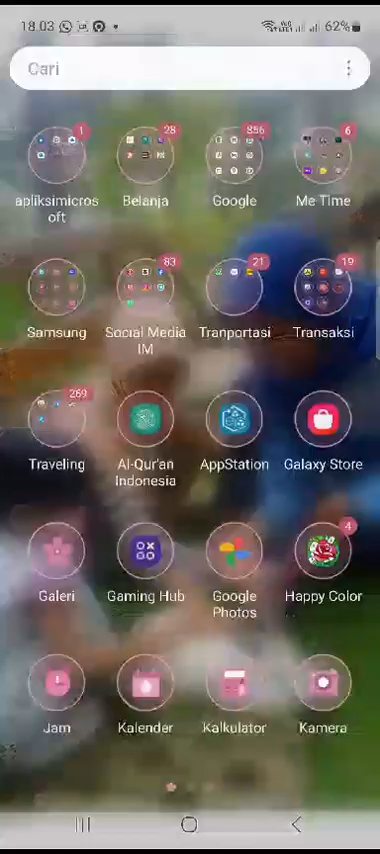 18.03
62%
Cari
1 28 856 6
apliksimicros
oft
Belanja
Google
Me Time
83 21 19
Samsung
Social Media
IM
Tranportasi
Transaksi
269
Traveling
Al-Qur'an
Indonesia
AppStation
Galaxy Store
4
Galeri
Gaming Hub
Google
Photos
Happy Color
Jam
Kalender
Kalkulator
Kamera